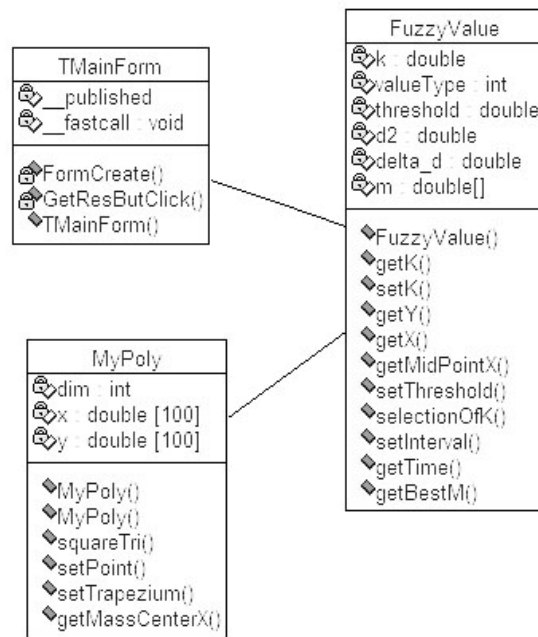 TMainForm
__published
__fastcall : void
FormCreate()
GetResButClick()
TMainForm()
FuzzyValue
k : double
valueType : int
threshold : double
d2 : double
delta_d : double
m : double[]
FuzzyValue()
getK()
setK()
getY()
getX()
getMidPointX()
setThreshold()
selectionOfK()
setInterval()
getTime()
getBestM()
MyPoly
dim : int
x : double [100]
y : double [100]
MyPoly()
MyPoly()
squareTri()
setPoint()
setTrapezium()
getMassCenterX()